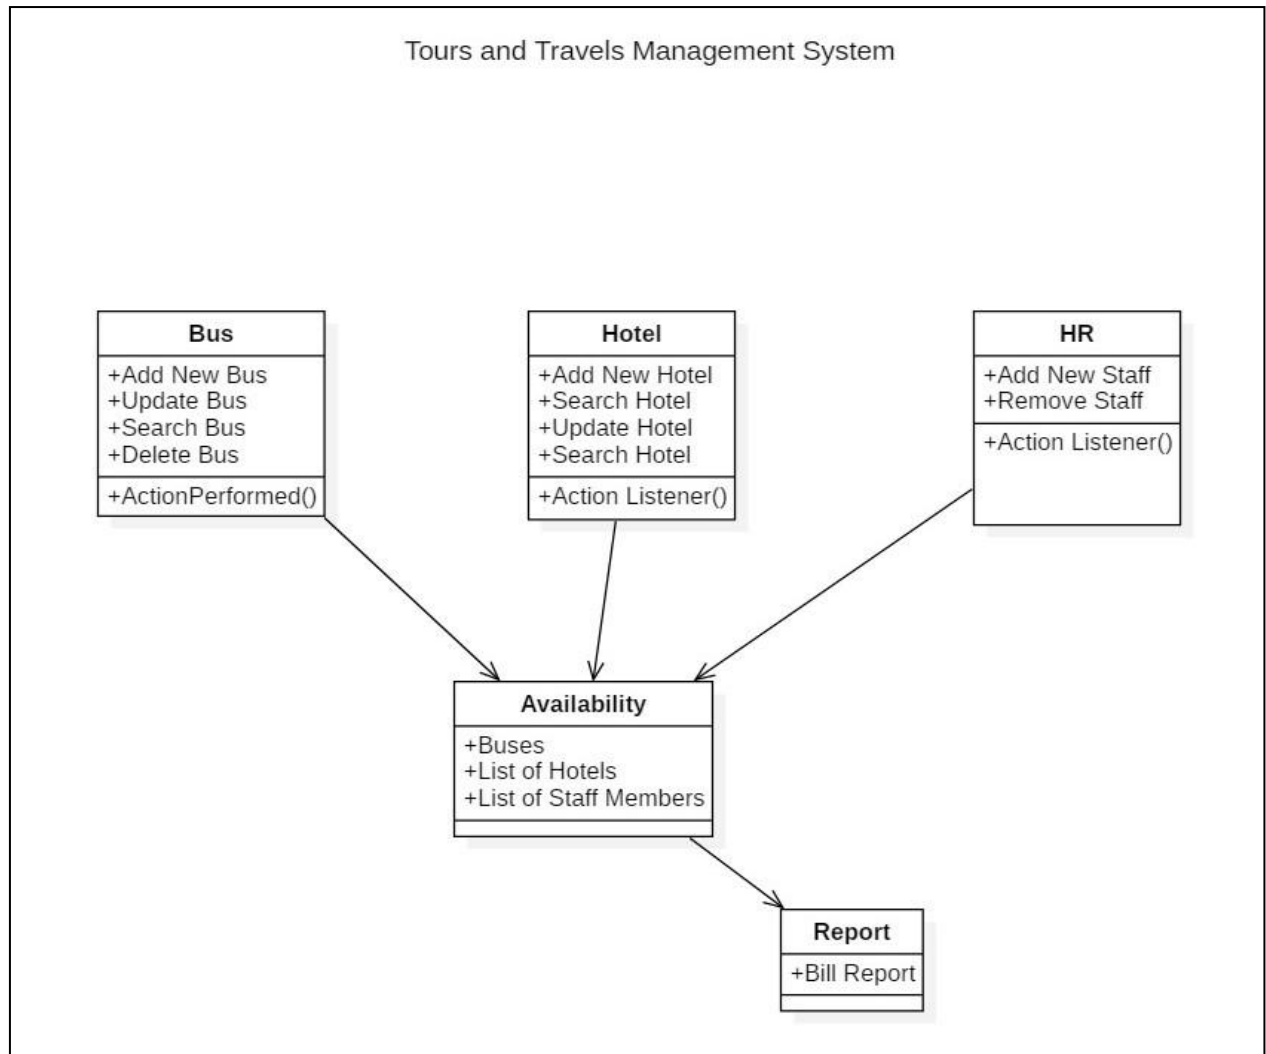 Tours and Travels Management System
Bus
+Add New Bus
+Update Bus
+Search Bus
+Delete Bus
+ActionPerformed()
Hotel
+Add New Hotel
+Search Hotel
+Update Hotel
+Search Hotel
+Action Listener()
HR
+Add New Staff
+Remove Staff
+Action Listener()
Availability
+Buses
+List of Hotels
+List of Staff Members
Report
+Bill Report